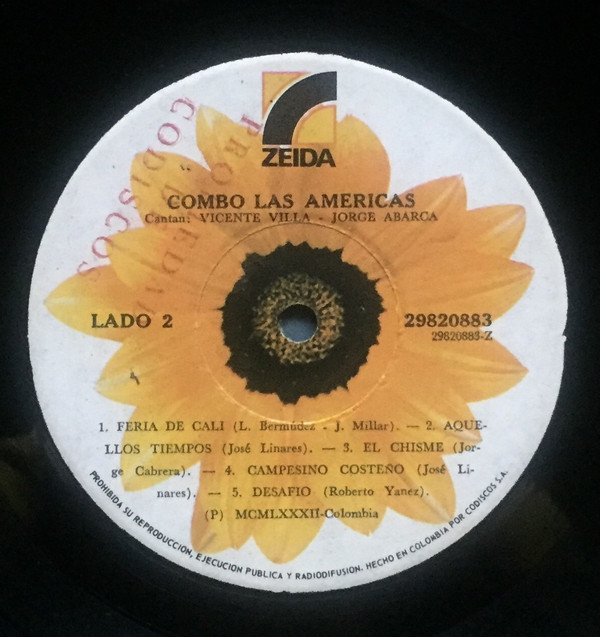 ZEIDA
COMBO LAS AMERICAS
Cantan: VICENTE VILLA - JORGE ABARCA
LADO 2
29820883
29820883-Z
1. FERIA DE CALI (L. Bermúdez - J. Millar). — 2. AQUE-
LLOS TIEMPOS (José Linares). — 3. EL CHISME (Jor-
ge Cabrera). — 4. CAMPESINO COSTEÑO (José Li-
nares). — 5. DESAFIO (Roberto Yanez).
(P) MCMLXXXII-Colombia
PROHIBIDA SU REPRODUCCION, EJECUCION PUBLICA Y RADIODIFUSION. HECHO EN COLOMBIA POR CODISCOS S.A.
CODISCOS